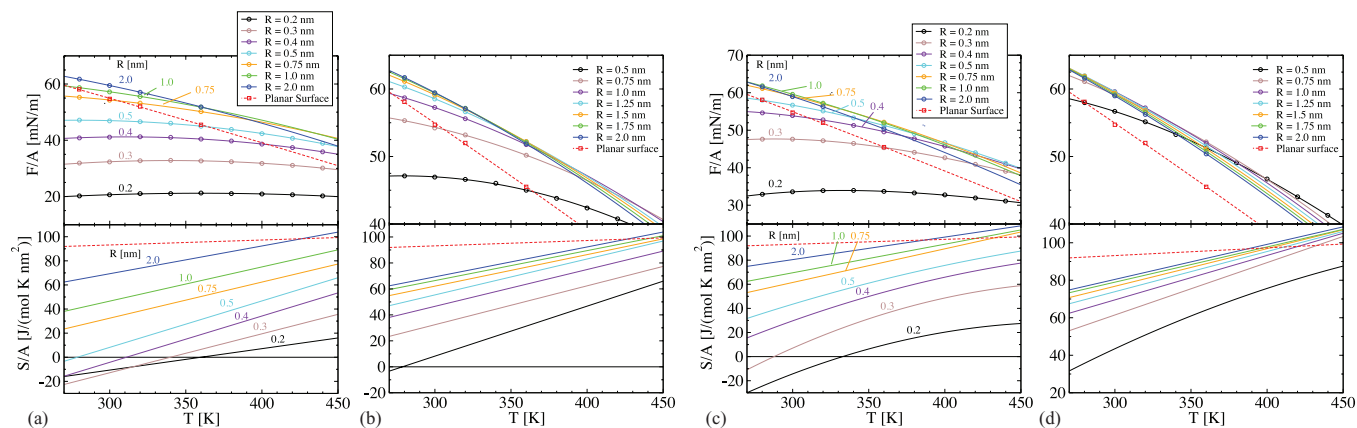 R = 0.2 nm
R = 0.3 nm
R = 0.4 nm
R = 0.5 nm
R = 0.75 nm
R = 1.0 nm
R = 2.0 nm
Planar Surface
R [nm]
2.0
1.0
0.75
0.5
0.4
0.3
0.2
70
60
50
40
30
20
F/A [mN/m]
100
80
60
40
20
0
-20
S/A [J/(mol K nm²)]
R [nm]
2.0
1.0
0.75
0.5
0.4
0.3
0.2
300
350
400
450
T [K]
(a)
R = 0.5 nm
R = 0.75 nm
R = 1.0 nm
R = 1.25 nm
R = 1.5 nm
R = 1.75 nm
R = 2.0 nm
Planar surface
60
50
40
100
80
60
40
20
0
-20
300
350
400
450
T [K]
(b)
R = 0.2 nm
R = 0.3 nm
R = 0.4 nm
R = 0.5 nm
R = 0.75 nm
R = 1.0 nm
R = 2.0 nm
Planar Surface
R [nm]
2.0
1.0
0.75
0.5
0.4
0.3
0.2
70
60
50
40
30
F/A [mN/m]
100
80
60
40
20
0
-20
S/A [J/(mol K nm²)]
R [nm]
2.0
1.0
0.75
0.5
0.4
0.3
0.2
300
350
400
450
T [K]
(c)
R = 0.5 nm
R = 0.75 nm
R = 1.0 nm
R = 1.25 nm
R = 1.5 nm
R = 1.75 nm
R = 2.0 nm
Planar surface
60
50
40
100
80
60
40
20
300
350
400
450
T [K]
(d)